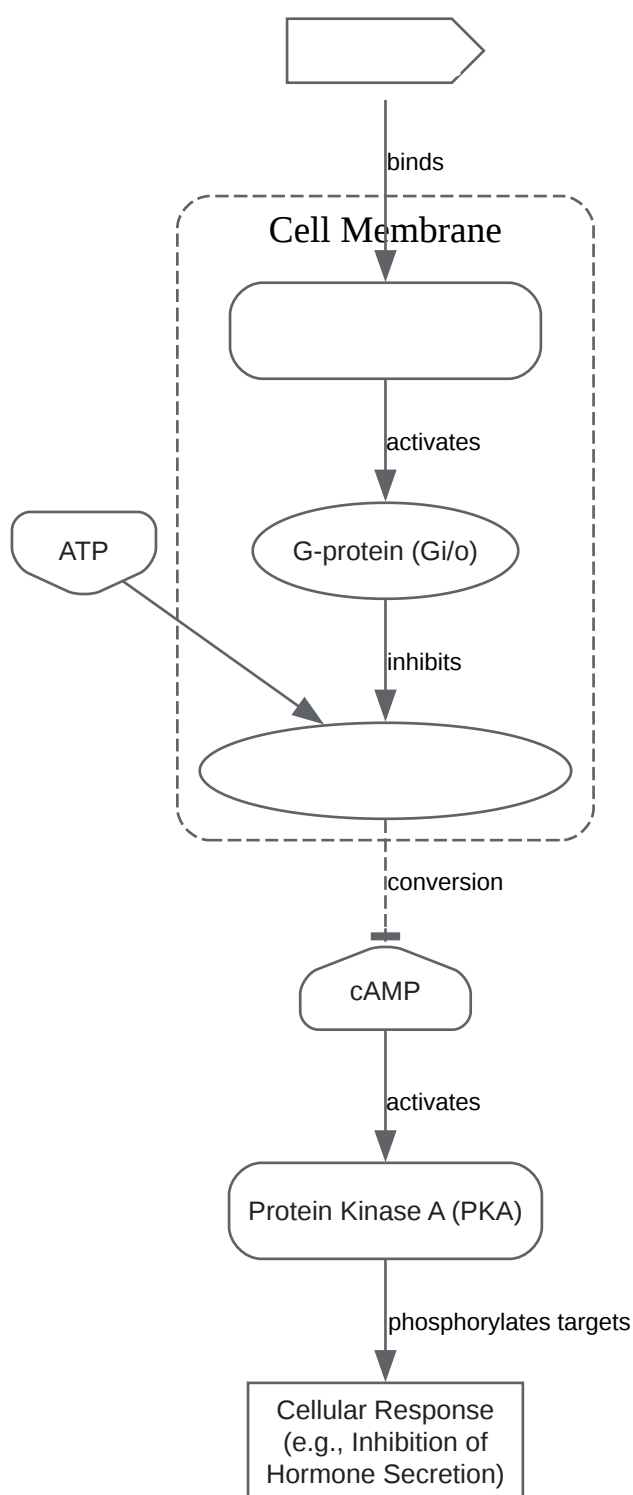 binds
Cell Membrane
activates
ATP
G-protein (Gi/o)
inhibits
conversion
cAMP
activates
Protein Kinase A (PKA)
phosphorylates targets
Cellular Response
(e.g., Inhibition of
Hormone Secretion)